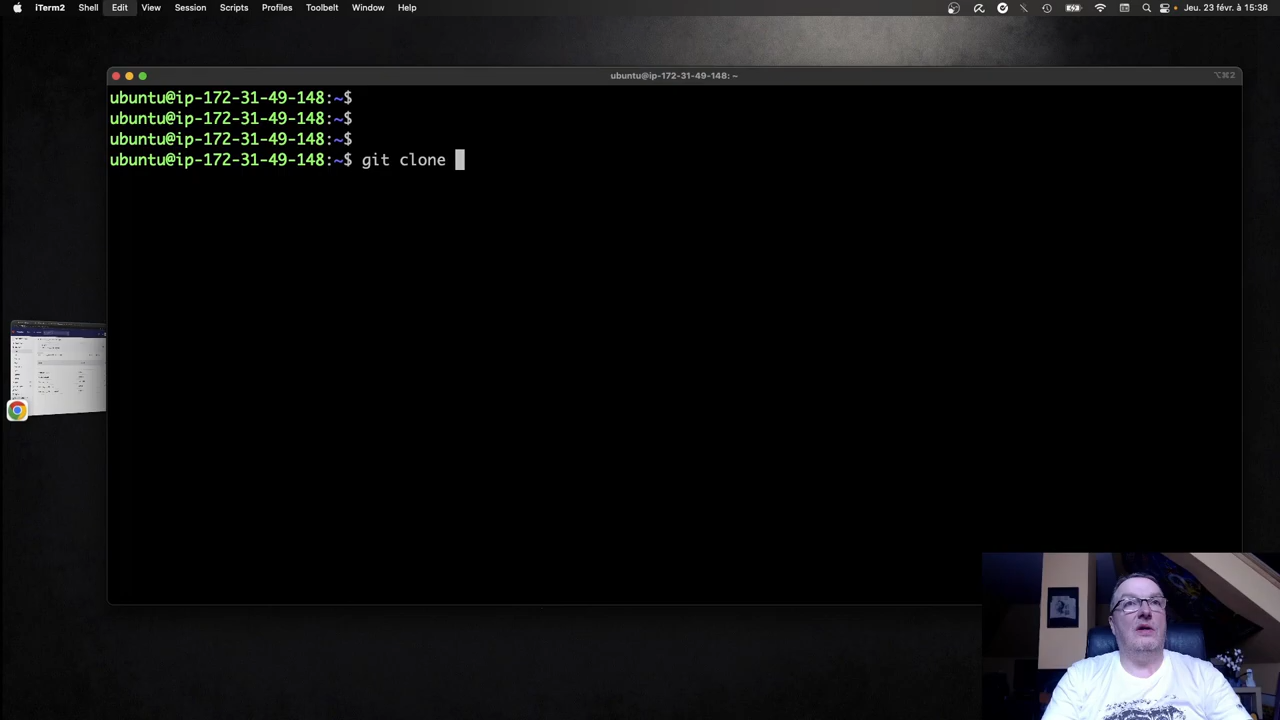 iTerm2 Shell Edit View Session Scripts Profiles Toolbelt Window Help Jeu. 23 févr. à 15:38
ubuntu@ip-172-31-49-148: ~ ⌥⌘2
ubuntu@ip-172-31-49-148:~$
ubuntu@ip-172-31-49-148:~$
ubuntu@ip-172-31-49-148:~$
ubuntu@ip-172-31-49-148:~$ git clone